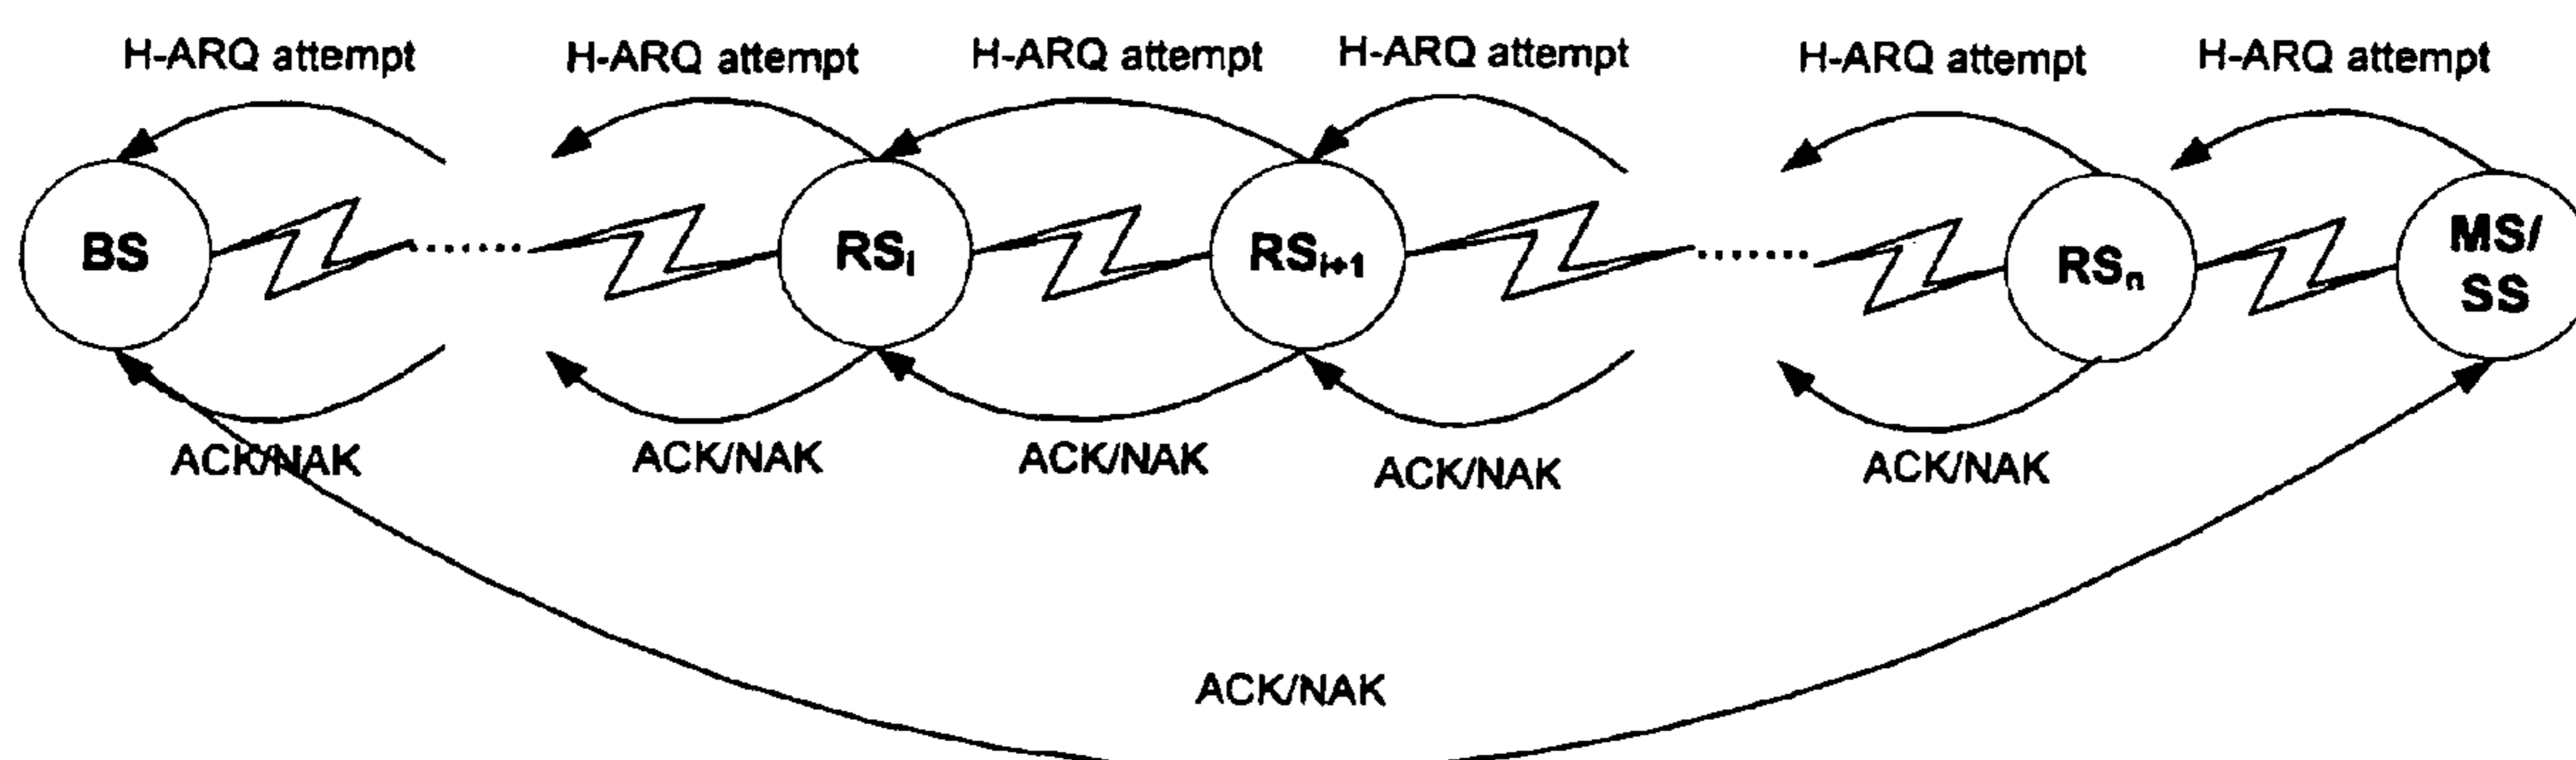 H-ARQ attempt H-ARQ attempt H-ARQ attempt H-ARQ attempt H-ARQ attempt H-ARQ attempt
BS RSi RSi+1 RSn MS/
SS
ACK/NAK ACK/NAK ACK/NAK ACK/NAK ACK/NAK
ACK/NAK